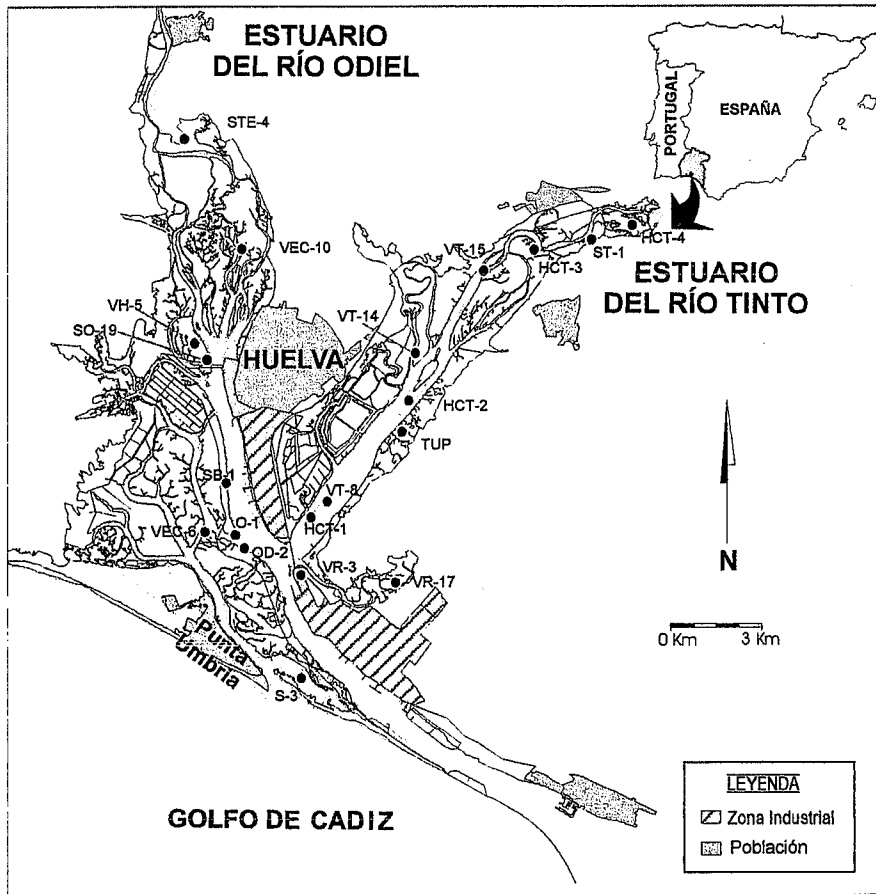 ESTUARIO
DEL RÍO ODIEL
PORTUGAL
ESPAÑA
STE-4
VEC-10
VT-15
HCT-3
ST-1
HCT-4
ESTUARIO
DEL RÍO TINTO
VH-5
SO-19
HUELVA
VT-14
HCT-2
TUP
SB-1
VT-8
VEC-6
O-1
HCT-1
OD-2
VR-3
VR-17
N
0 Km 3 Km
Punta
Umbría
S-3
GOLFO DE CADIZ
LEYENDA
Zona Industrial
Población